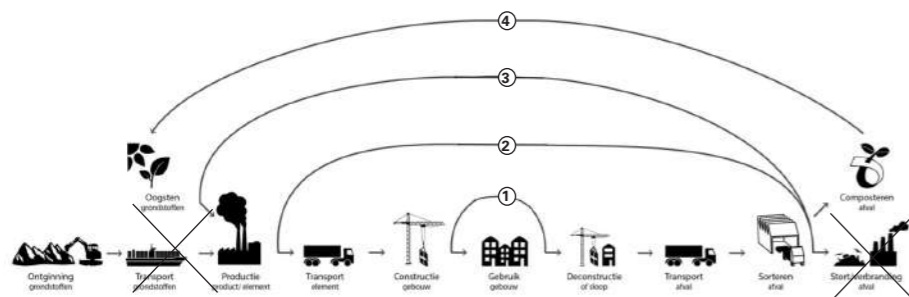 ④
③
②
①
Oogsten
grondstoffen
Composteren
afval
Ontginning
grondstoffen
Transport
grondstoffen
Productie
product/ element
Transport
element
Constructie
gebouw
Gebruik
gebouw
Deconstructie
of sloop
Transport
afval
Sorteren
afval
Stort/verbranding
afval